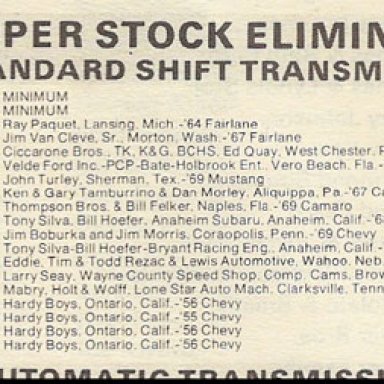 PER STOCK ELIMIN
ANDARD SHIFT TRANSM
MINIMUM
MINIMUM
Ray Paquet, Lansing, Mich.-'64 Fairlane
Jim Van Cleve, Sr., Morton, Wash.-'67 Fairlane
Ciccarone Bros., TK, K&G, BCHS, Ed Quay, West Chester, P
Velde Ford Inc.-PCP-Bate-Holbrook Ent., Vero Beach, Fla.-
John Turley, Sherman, Tex.-'69 Mustang
Ken & Gary Tamburrino & Dan Morley, Aliquippa, Pa.-'67 Ca
Thompson Bros. & Bill Felker, Naples, Fla.-'69 Camaro
Tony Silva, Bill Hoefer, Anaheim Subaru, Anaheim, Calif.-'6
Jim Boburka and Jim Morris, Coraopolis, Penn.-'69 Chevy
Tony Silva-Bill Hoefer-Bryant Racing Eng., Anaheim, Calif.-
Eddie, Tim & Todd Rezac & Lewis Automotive, Wahoo, Neb.
Larry Seay, Wayne County Speed Shop, Comp. Cams, Brow
Mabry, Holt & Wolff, Lone Star Auto Mach, Clarksville, Tenn
Hardy Boys, Ontario, Calif.-'56 Chevy
Hardy Boys, Ontario, Calif.-'55 Chevy
Hardy Boys, Ontario, Calif.-'56 Chevy
Hardy Boys, Ontario, Calif.-'56 Chevy
UTOMATIC TRANSMISSI